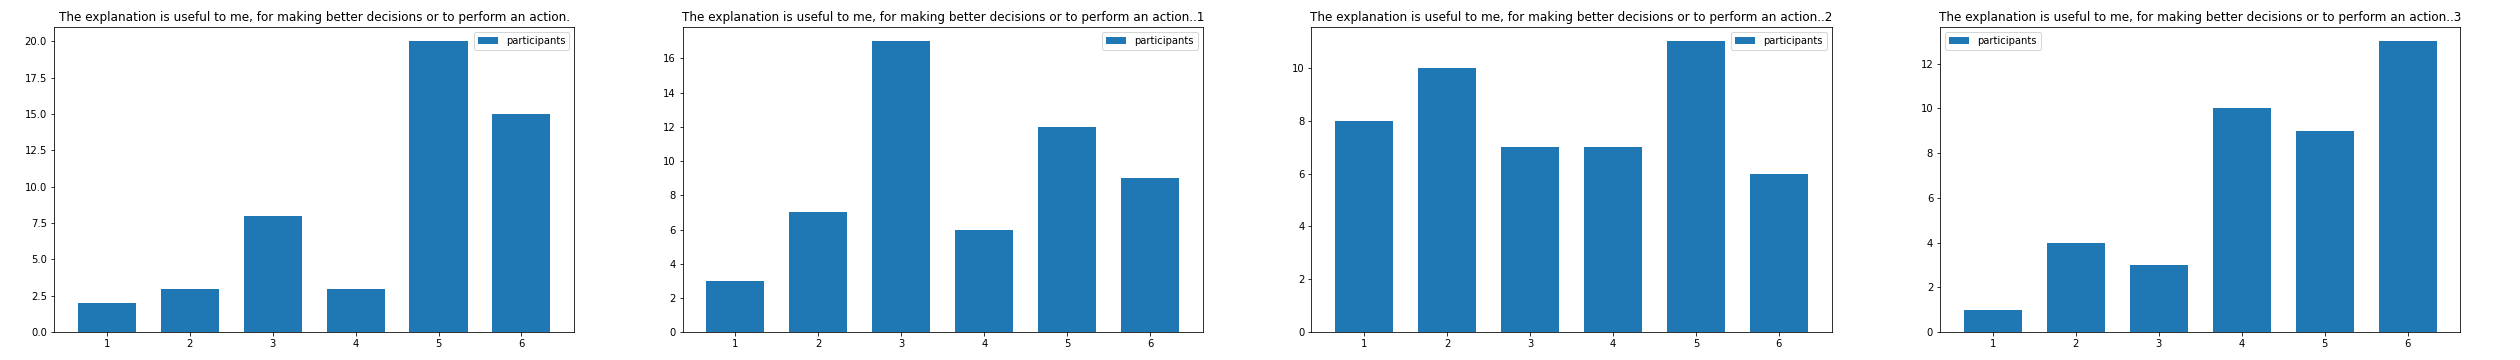 The explanation is useful to me, for making better decisions or to perform an action.
participants
20.0
17.5
15.0
12.5
10.0
7.5
5.0
2.5
0.0
1 2 3 4 5 6
The explanation is useful to me, for making better decisions or to perform an action..1
participants
16
14
12
10
8
6
4
2
0
1 2 3 4 5 6
The explanation is useful to me, for making better decisions or to perform an action..2
participants
10
8
6
4
2
0
1 2 3 4 5 6
The explanation is useful to me, for making better decisions or to perform an action..3
participants
12
10
8
6
4
2
0
1 2 3 4 5 6